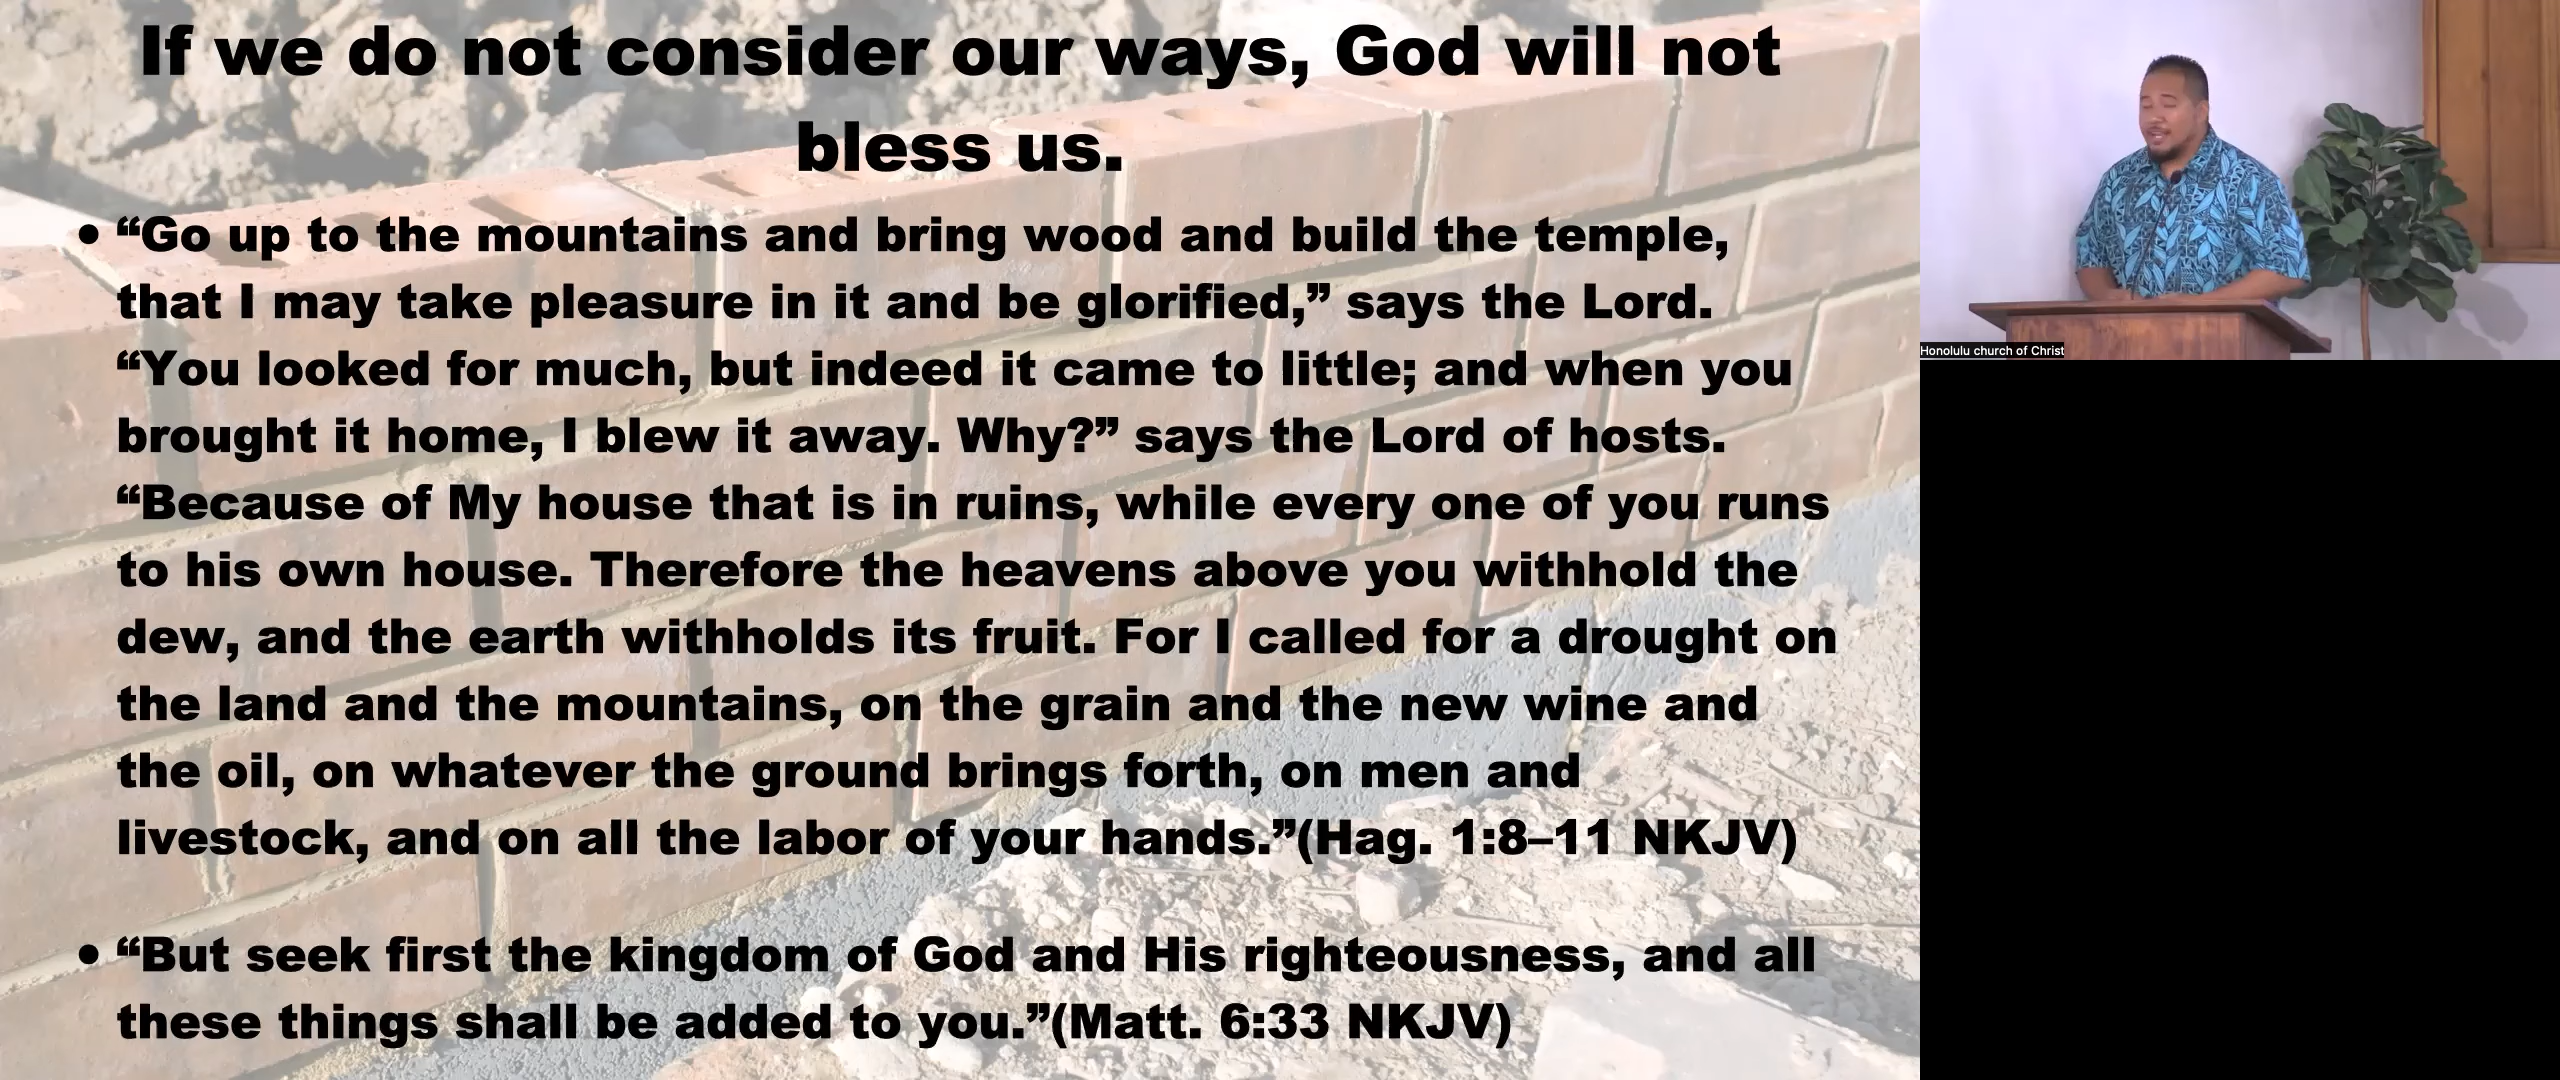 If we do not consider our ways, God will not
bless us.
• “Go up to the mountains and bring wood and build the temple,
that I may take pleasure in it and be glorified,” says the Lord.
“You looked for much, but indeed it came to little; and when you
brought it home, I blew it away. Why?” says the Lord of hosts.
“Because of My house that is in ruins, while every one of you runs
to his own house. Therefore the heavens above you withhold the
dew, and the earth withholds its fruit. For I called for a drought on
the land and the mountains, on the grain and the new wine and
the oil, on whatever the ground brings forth, on men and
livestock, and on all the labor of your hands.”(Hag. 1:8–11 NKJV)
• “But seek first the kingdom of God and His righteousness, and all
these things shall be added to you.”(Matt. 6:33 NKJV)
Honolulu church of Christ